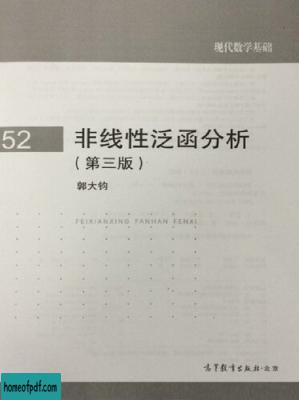 现代数学基础
52 非线性泛函分析
(第三版)
郭大钧
FEIXIANXING FANHAN FENXI
高等教育出版社·北京
homeofpdf.com